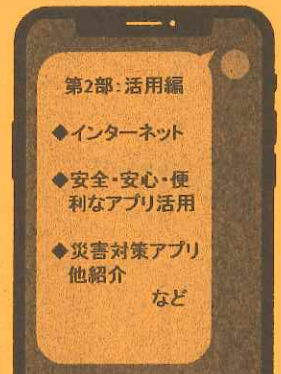 第2部:活用編
◆インターネット
◆安全・安心・便
利なアプリ活用
◆災害対策アプリ
他紹介
など